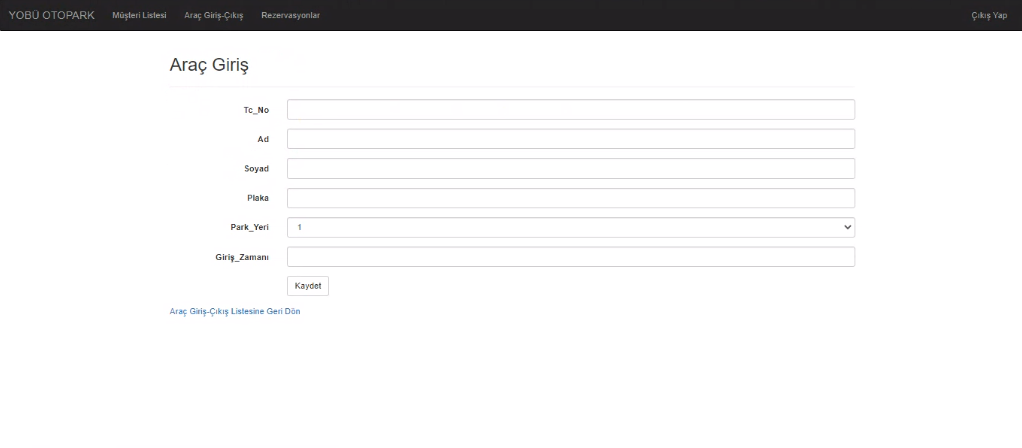 YOBÜ OTOPARK Müşteri Listesi Araç Giriş-Çıkış Rezervasyonlar Çıkış Yap
Araç Giriş
Tc_No
Ad
Soyad
Plaka
Park_Yeri 1
Giriş_Zamanı
Kaydet
Araç Giriş-Çıkış Listesine Geri Dön